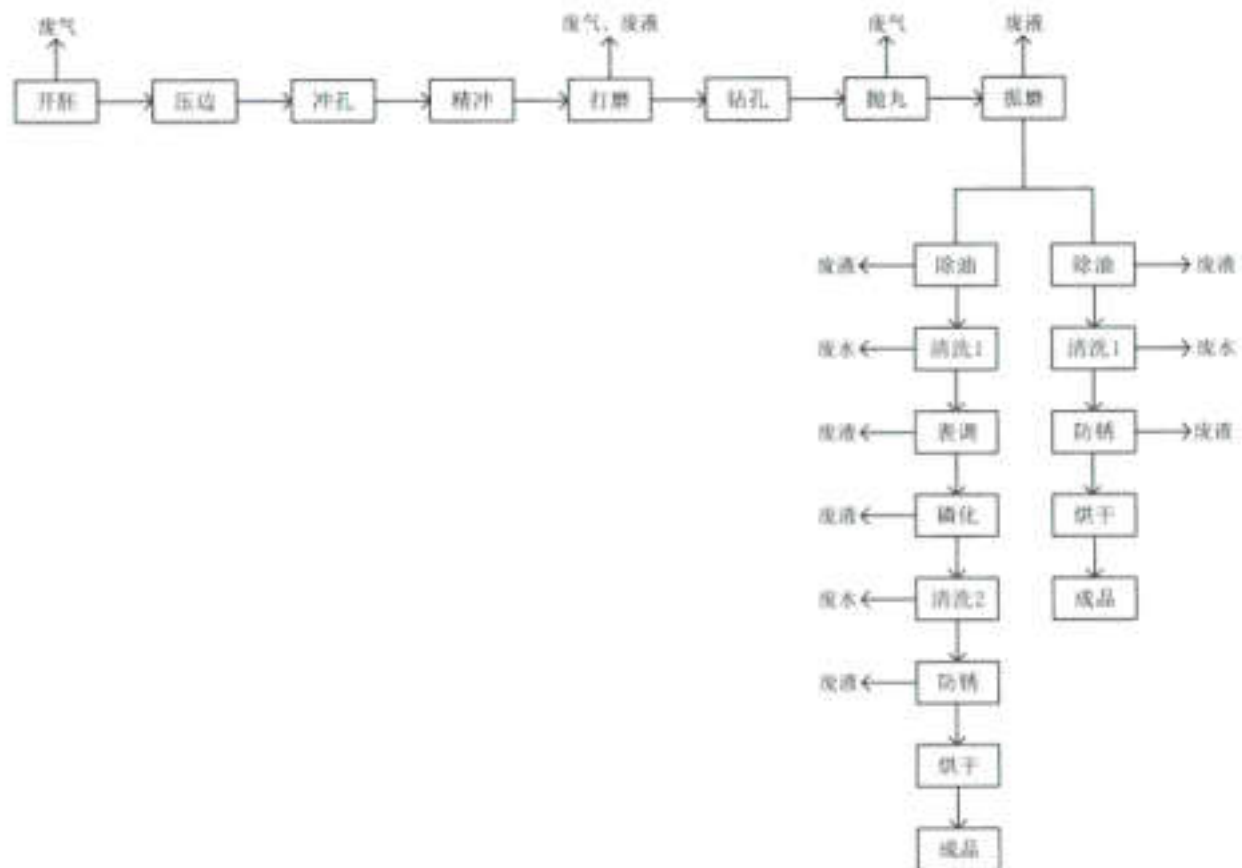 废气
废气、废液
废气
废液
开胚
压边
冲孔
精冲
打磨
钻孔
抛丸
振磨
废液
除油
除油
废液
废水
清洗1
清洗1
废水
废液
表调
防锈
废液
废液
磷化
烘干
废水
清洗2
成品
废液
防锈
烘干
成品